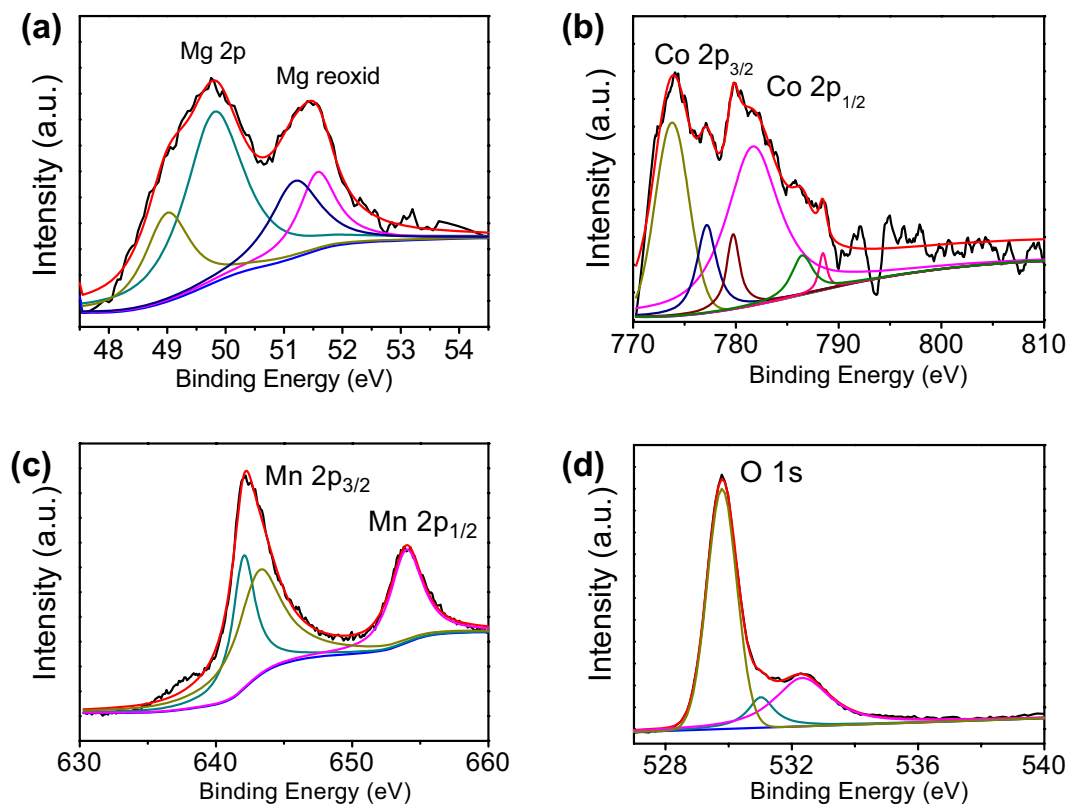 (a)
Mg 2p
Mg reoxid
Intensity (a.u.)
48 49 50 51 52 53 54
Binding Energy (eV)
(b)
Co 2p3/2
Co 2p1/2
Intensity (a.u.)
770 780 790 800 810
Binding Energy (eV)
(c)
Mn 2p3/2
Mn 2p1/2
Intensity (a.u.)
630 640 650 660
Binding Energy (eV)
(d)
O 1s
Intensity (a.u.)
528 532 536 540
Binding Energy (eV)